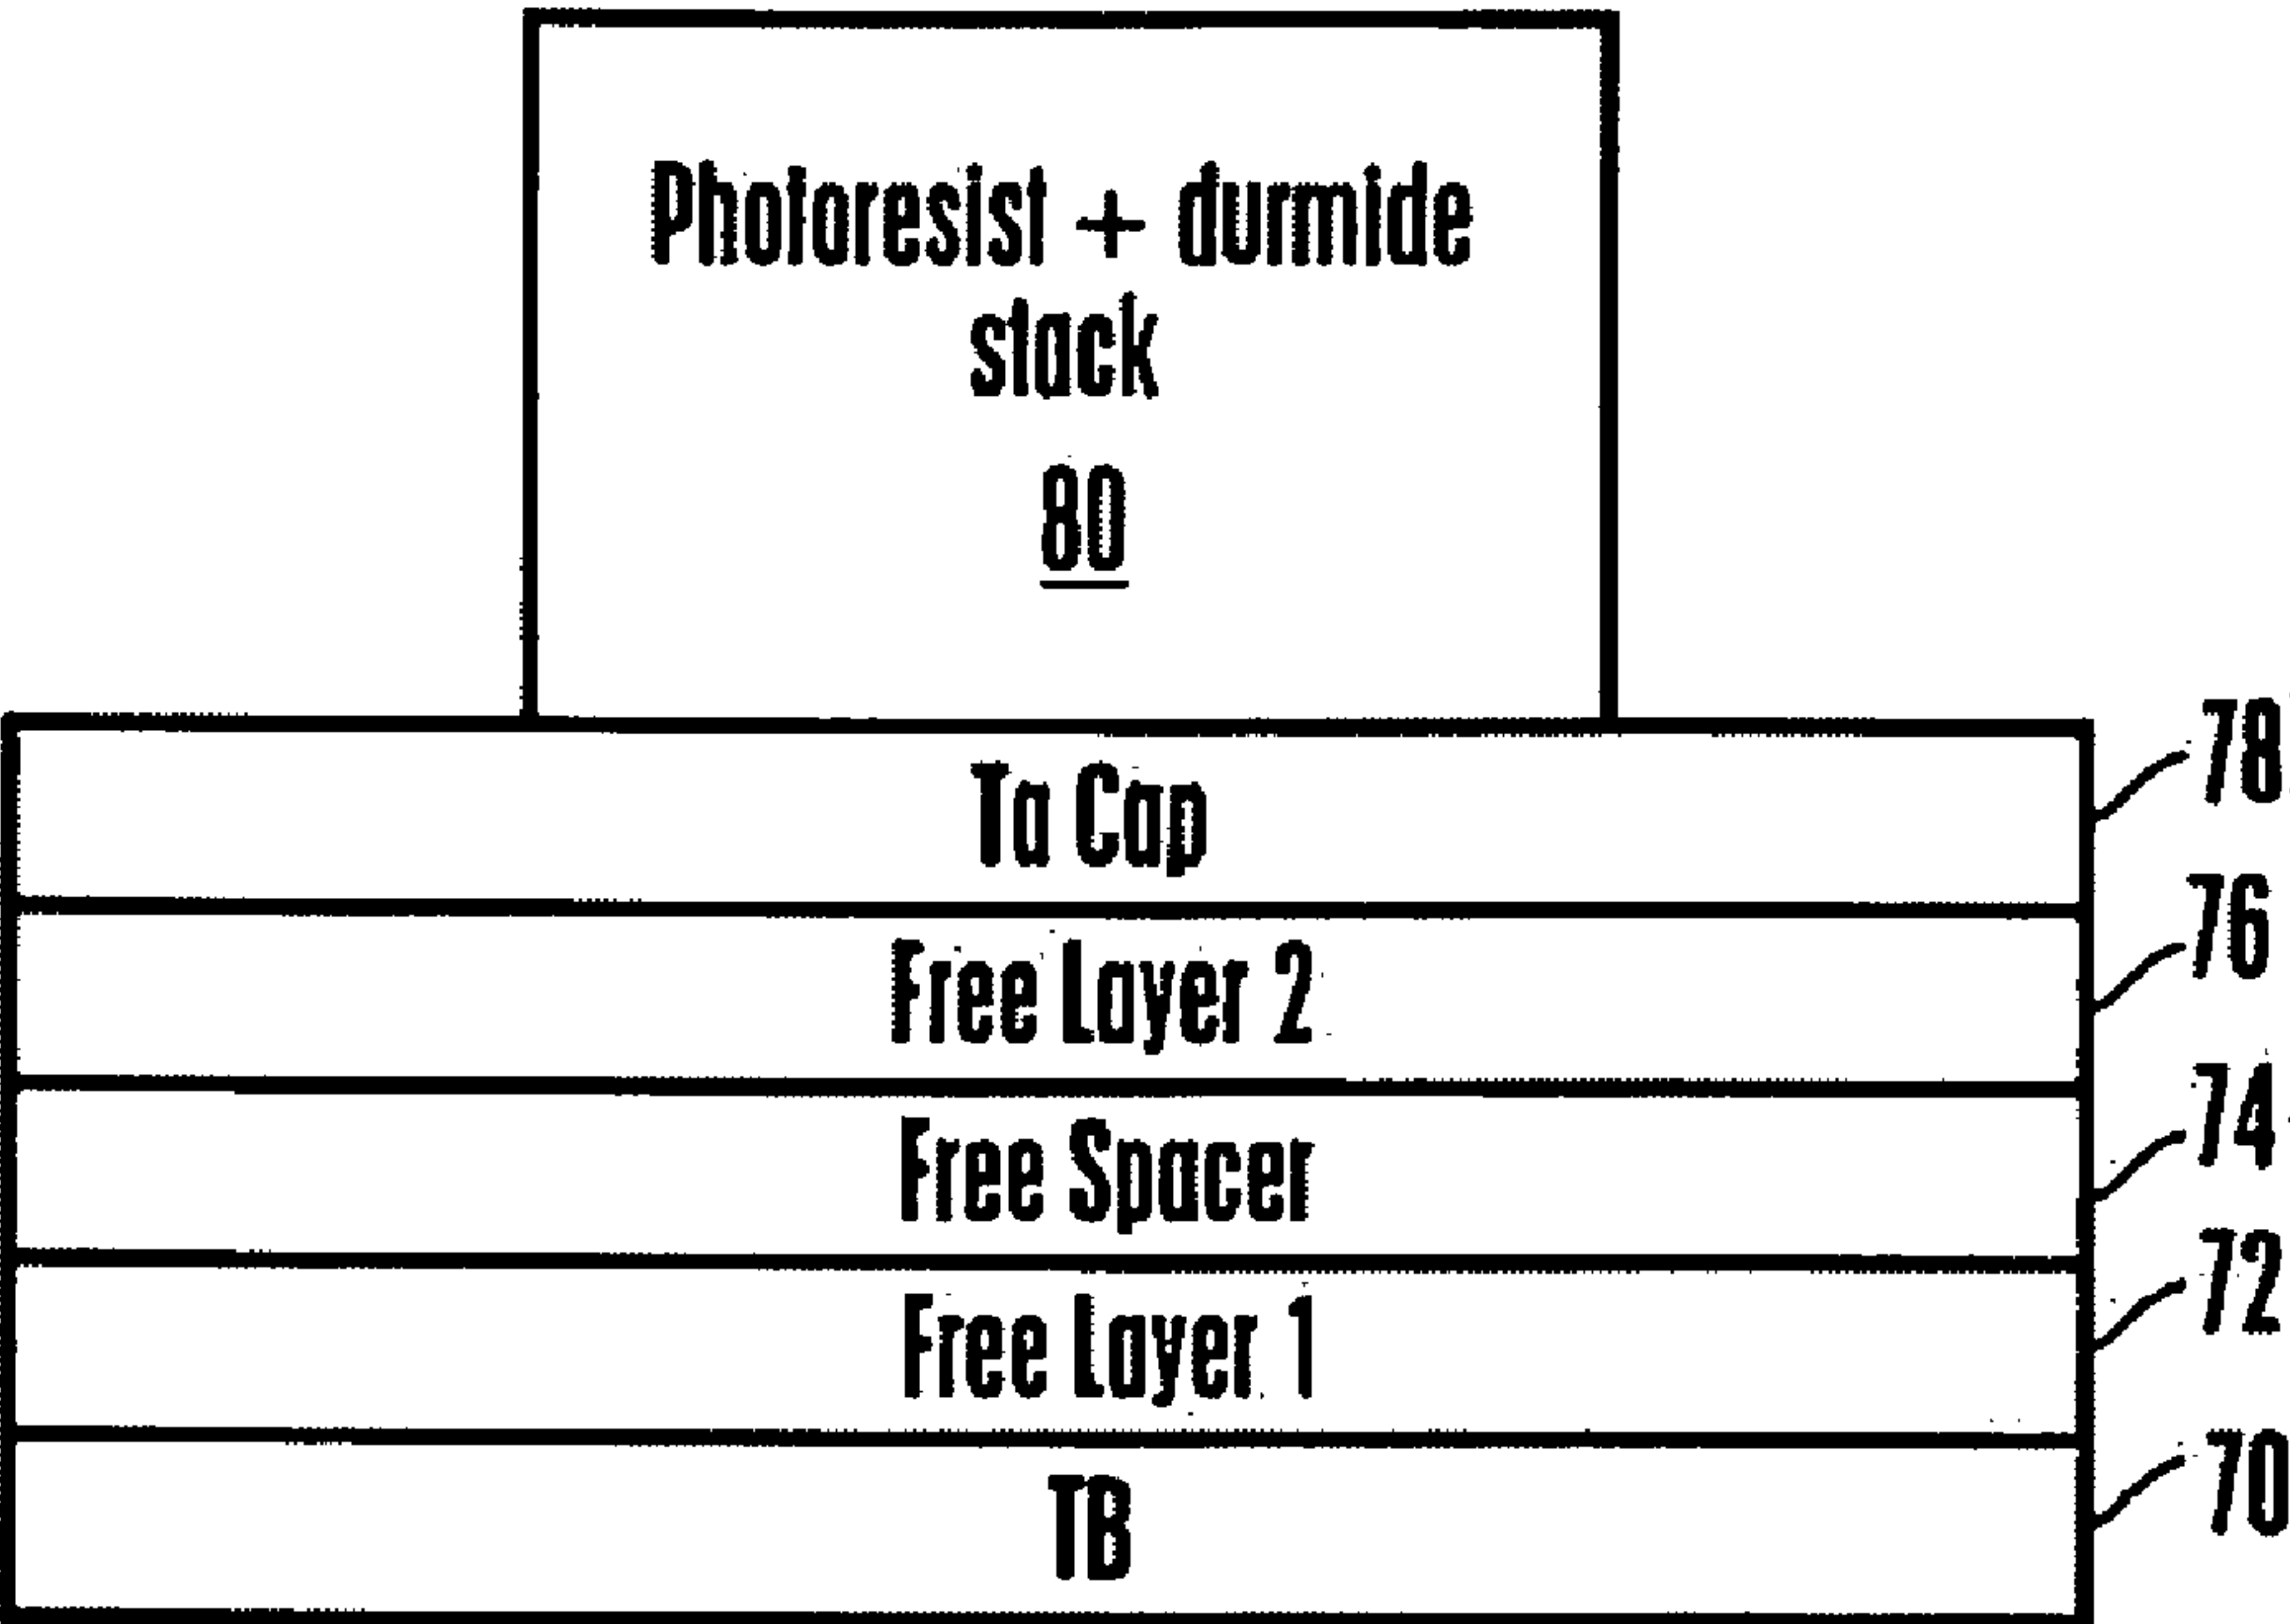 Photoresist + durmide
stack
80
Ta Cap
78
Free Layer 2
76
Free Spacer
74
Free Layer 1
72
TB
70